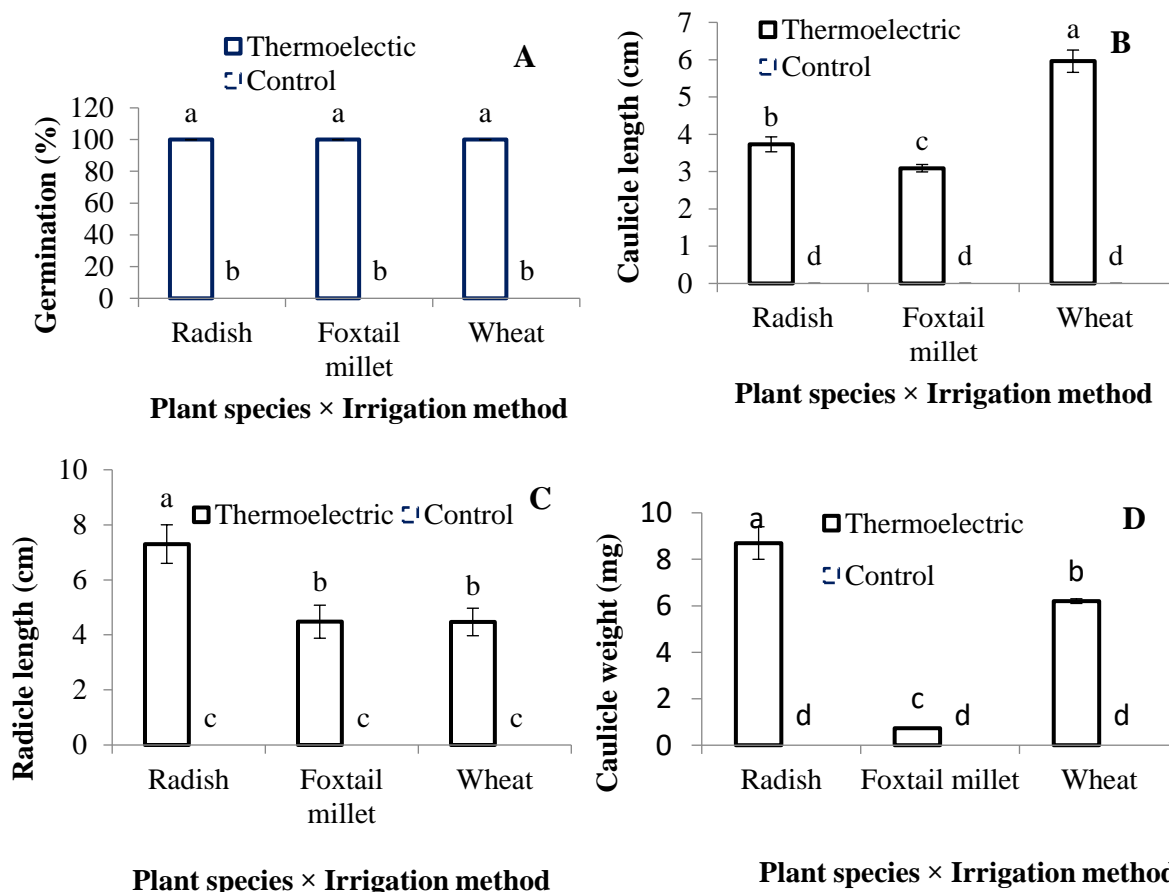 Thermoelectic
Control
A
Germination (%)
120
100
80
60
40
20
0
a
a
a
b
b
b
Radish
Foxtail
millet
Wheat
Plant species × Irrigation method
Thermoelectric
Control
B
Caulicle length (cm)
7
6
5
4
3
2
1
0
b
c
a
d
d
d
Radish
Foxtail
millet
Wheat
Plant species × Irrigation method
Thermoelectric Control
C
Radicle length (cm)
10
8
6
4
2
0
a
b
b
c
c
c
Radish
Foxtail
millet
Wheat
Plant species × Irrigation method
Thermoelectric
Control
D
Caulicle weight (mg)
10
8
6
4
2
0
a
c
b
d
d
d
Radish
Foxtail millet
Wheat
Plant species × Irrigation method